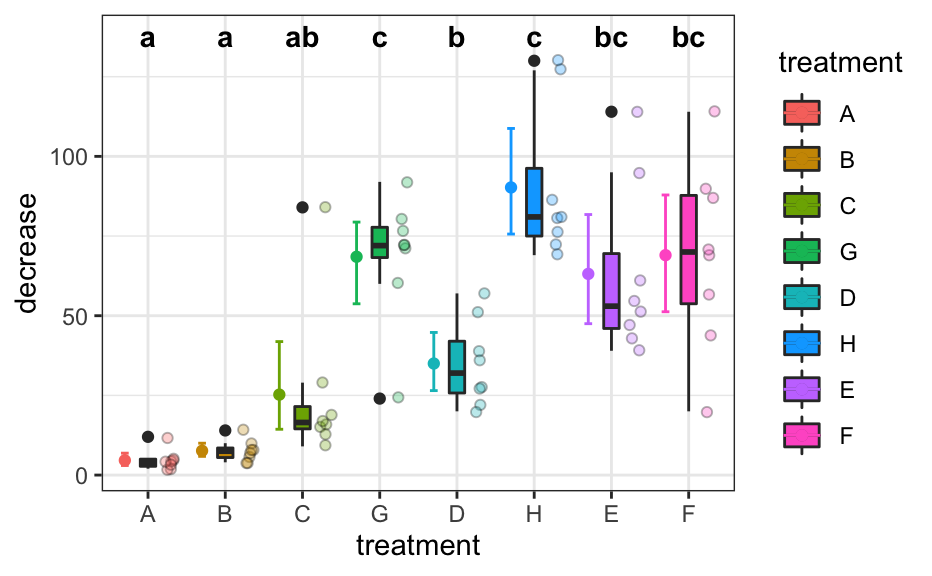 a a ab c b c bc bc
decrease
100
50
0
A B C G D H E F
treatment
treatment
A
B
C
G
D
H
E
F